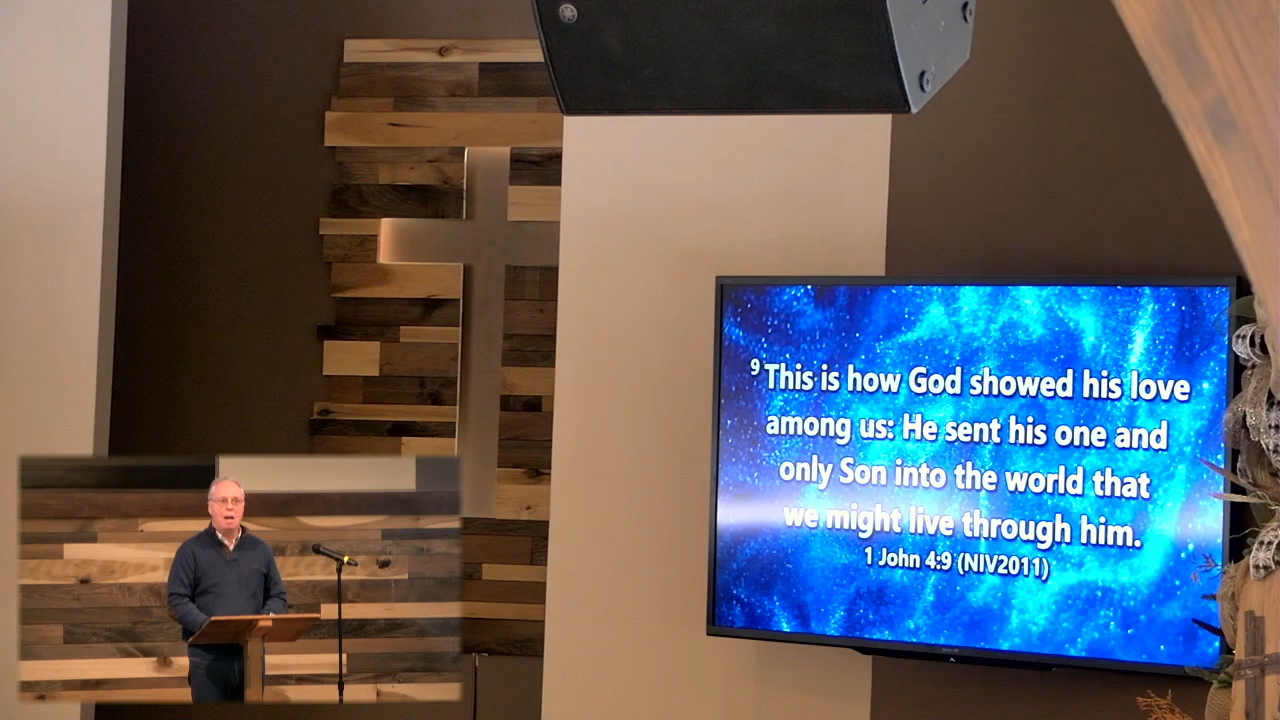 9 This is how God showed his love
among us: He sent his one and
only Son into the world that
we might live through him.
1 John 4:9 (NIV2011)